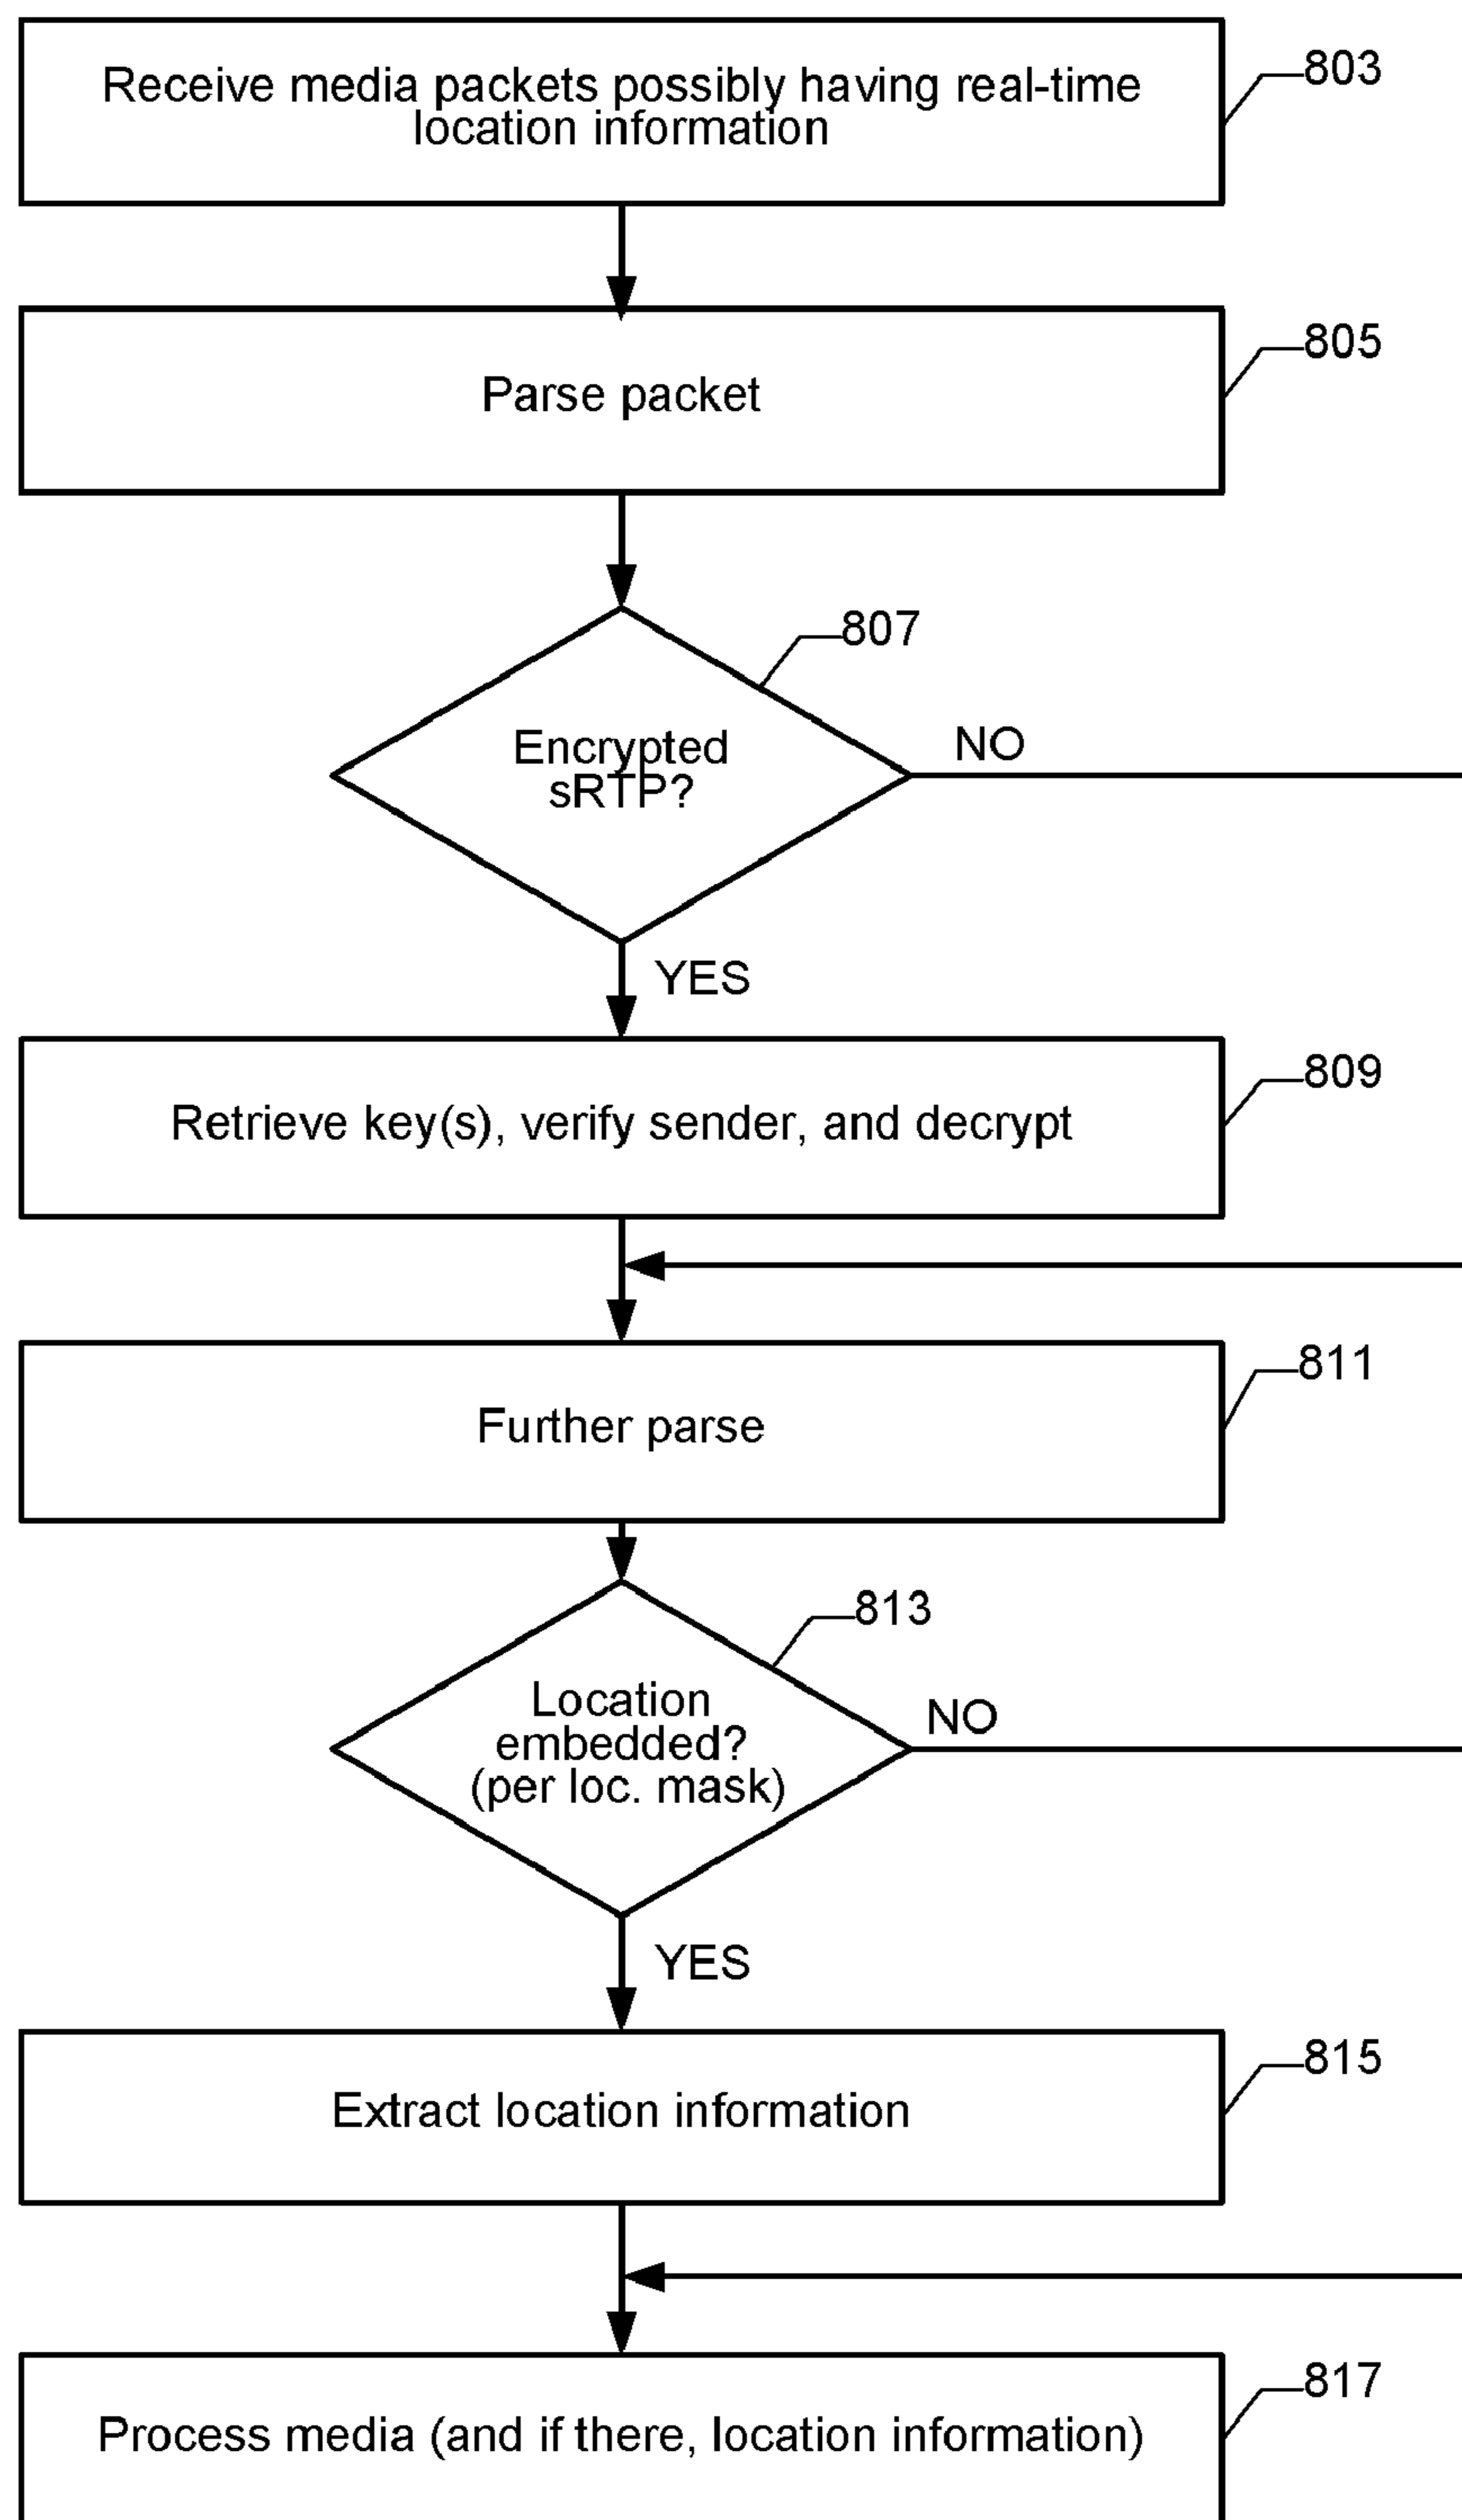 Receive media packets possibly having real-time
location information
803
Parse packet
805
807
Encrypted
sRTP?
NO
YES
Retrieve key(s), verify sender, and decrypt
809
Further parse
811
813
Location
embedded?
(per loc. mask)
NO
YES
Extract location information
815
Process media (and if there, location information)
817